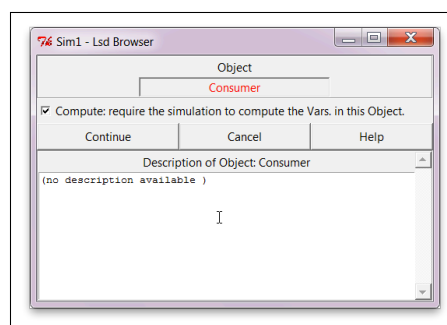 Sim1 - Lsd Browser
Object
Consumer
Compute: require the simulation to compute the Vars. in this Object.
Continue Cancel Help
Description of Object: Consumer
(no description available )